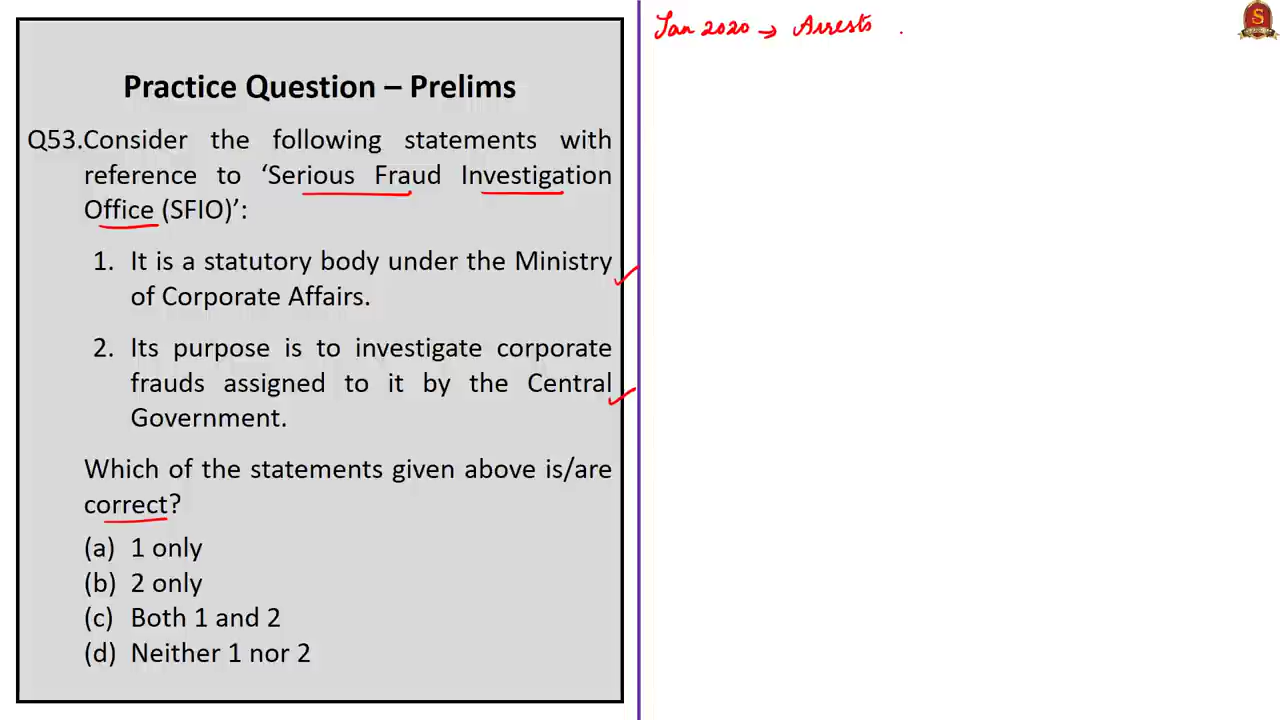 Practice Question – Prelims
Q53.Consider the following statements with
reference to ‘Serious Fraud Investigation
Office (SFIO)’:
1. It is a statutory body under the Ministry
of Corporate Affairs.
2. Its purpose is to investigate corporate
frauds assigned to it by the Central
Government.
Which of the statements given above is/are
correct?
(a) 1 only
(b) 2 only
(c) Both 1 and 2
(d) Neither 1 nor 2
Jan 2020 → Arrests
S